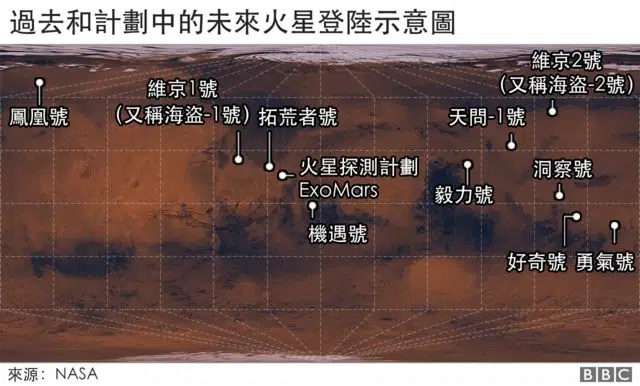 過去和計劃中的未來火星登陸示意圖
維京2號
(又稱海盜-2號)
維京1號
(又稱海盜-1號)
鳳凰號
拓荒者號
天問-1號
火星探測計劃
ExoMars
洞察號
毅力號
機遇號
好奇號
勇氣號
來源：NASA
BBC